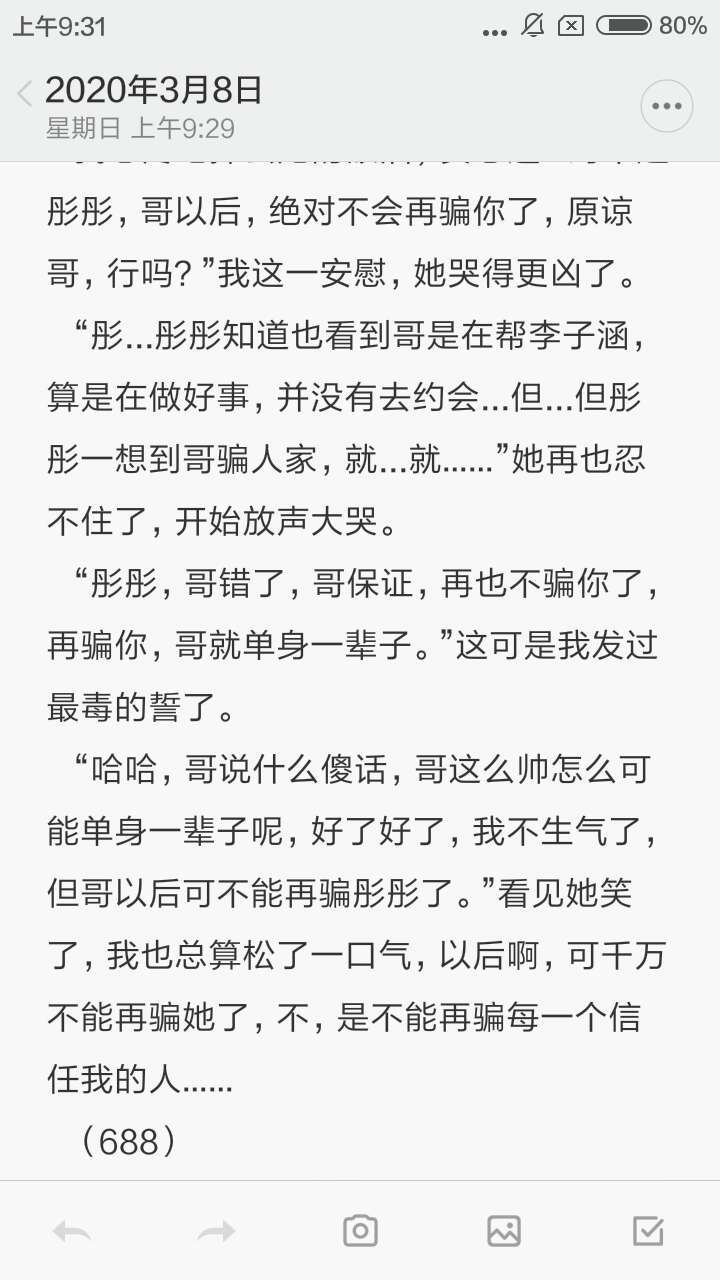 上午9:31
80%
2020年3月8日
星期日 上午9:29
彤彤，哥以后，绝对不会再骗你了，原谅
哥，行吗？”我这一安慰，她哭得更凶了。
“彤...彤彤知道也看到哥是在帮李子涵，
算是在做好事，并没有去约会...但...但彤
彤一想到哥骗人家，就...就......”她再也忍
不住了，开始放声大哭。
“彤彤，哥错了，哥保证，再也不骗你了，
再骗你，哥就单身一辈子。”这可是我发过
最毒的誓了。
“哈哈，哥说什么傻话，哥这么帅怎么可
能单身一辈子呢，好了好了，我不生气了，
但哥以后可不能再骗彤彤了。”看见她笑
了，我也总算松了一口气，以后啊，可千万
不能再骗她了，不，是不能再骗每一个信
任我的人......
（688）